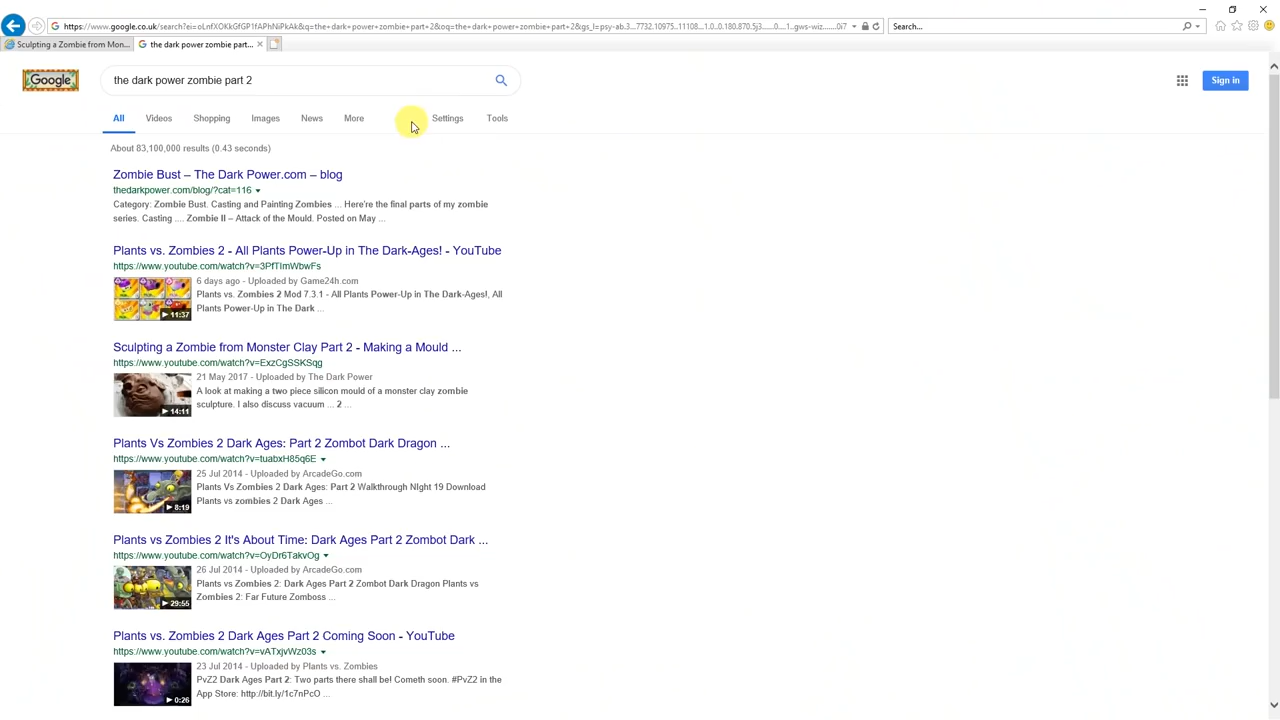 https://www.google.co.uk/search?ei=oLnfXOKkGfGP1fAPhNiPkAk&q=the+dark+power+zombie+part+2&oq=the+dark+power+zombie+part+2&gs_l=psy-ab.3...7732.10975..11108...1.0..0.180.870.5j3......0....1..gws-wiz.......0i7
Search...
Sculpting a Zombie from Mon...
the dark power zombie part...
Google
the dark power zombie part 2
Sign in
All
Videos
Shopping
Images
News
More
Settings
Tools
About 83,100,000 results (0.43 seconds)
Zombie Bust – The Dark Power.com – blog
thedarkpower.com/blog/?cat=116
Category: Zombie Bust. Casting and Painting Zombies ... Here're the final parts of my zombie
series. Casting .... Zombie II – Attack of the Mould. Posted on May ...
Plants vs. Zombies 2 - All Plants Power-Up in The Dark-Ages! - YouTube
https://www.youtube.com/watch?v=3PfTImWbwFs
6 days ago - Uploaded by Game24h.com
Plants vs. Zombies 2 Mod 7.3.1 - All Plants Power-Up in The Dark-Ages!, All
Plants Power-Up in The Dark ...
11:37
Sculpting a Zombie from Monster Clay Part 2 - Making a Mould ...
https://www.youtube.com/watch?v=ExzCgSSKSqg
21 May 2017 - Uploaded by The Dark Power
A look at making a two piece silicon mould of a monster clay zombie
sculpture. I also discuss vacuum ... 2 ...
14:11
Plants Vs Zombies 2 Dark Ages: Part 2 Zombot Dark Dragon ...
https://www.youtube.com/watch?v=tuabxH85q6E
25 Jul 2014 - Uploaded by ArcadeGo.com
Plants Vs Zombies 2 Dark Ages: Part 2 Walkthrough NIght 19 Download
Plants vs zombies 2 Dark Ages ...
8:19
Plants vs Zombies 2 It's About Time: Dark Ages Part 2 Zombot Dark ...
https://www.youtube.com/watch?v=OyDr6TakvOg
26 Jul 2014 - Uploaded by ArcadeGo.com
Plants vs Zombies 2: Dark Ages Part 2 Zombot Dark Dragon Plants vs
Zombies 2: Far Future Zomboss ...
29:55
Plants vs. Zombies 2 Dark Ages Part 2 Coming Soon - YouTube
https://www.youtube.com/watch?v=vATxjvWz03s
23 Jul 2014 - Uploaded by Plants vs. Zombies
PvZ2 Dark Ages Part 2: Two parts there shall be! Cometh soon. #PvZ2 in the
App Store: http://bit.ly/1c7nPcO ...
0:26